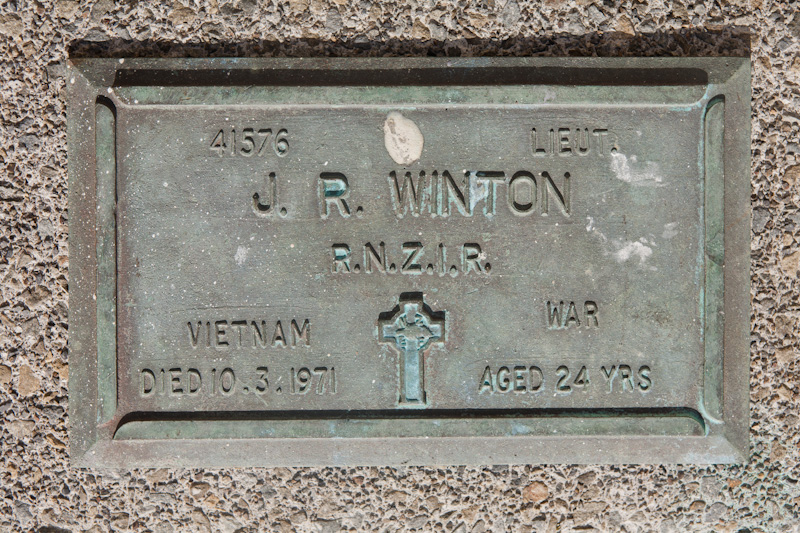 41576 LIEUT.
J. R. WINTON
R.N.Z.I.R.
VIETNAM WAR
DIED 10.3.1971 AGED 24 YRS